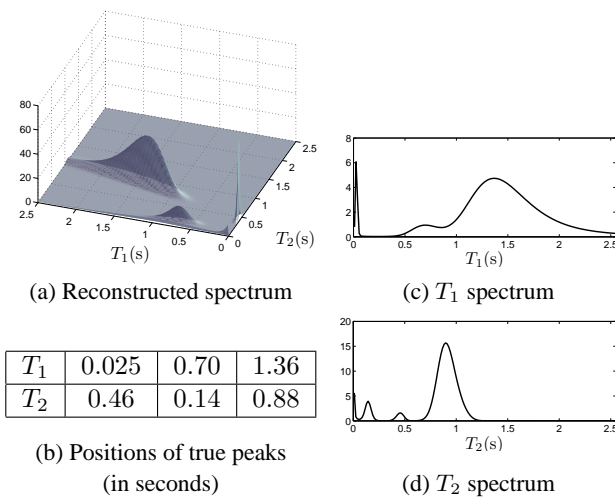 80
60
40
20
0
2.5
2
1.5
1
0.5
0
T₁(s)
0
0.5
1
1.5
2
2.5
T₂(s)
(a) Reconstructed spectrum
8
6
4
2
0
0 0.5 1 1.5 2 2.5
T₁(s)
(c) T₁ spectrum
T₁ 0.025 0.70 1.36
T₂ 0.46 0.14 0.88
(b) Positions of true peaks
(in seconds)
20
15
10
5
0
0 0.5 1 1.5 2 2.5
T₂(s)
(d) T₂ spectrum